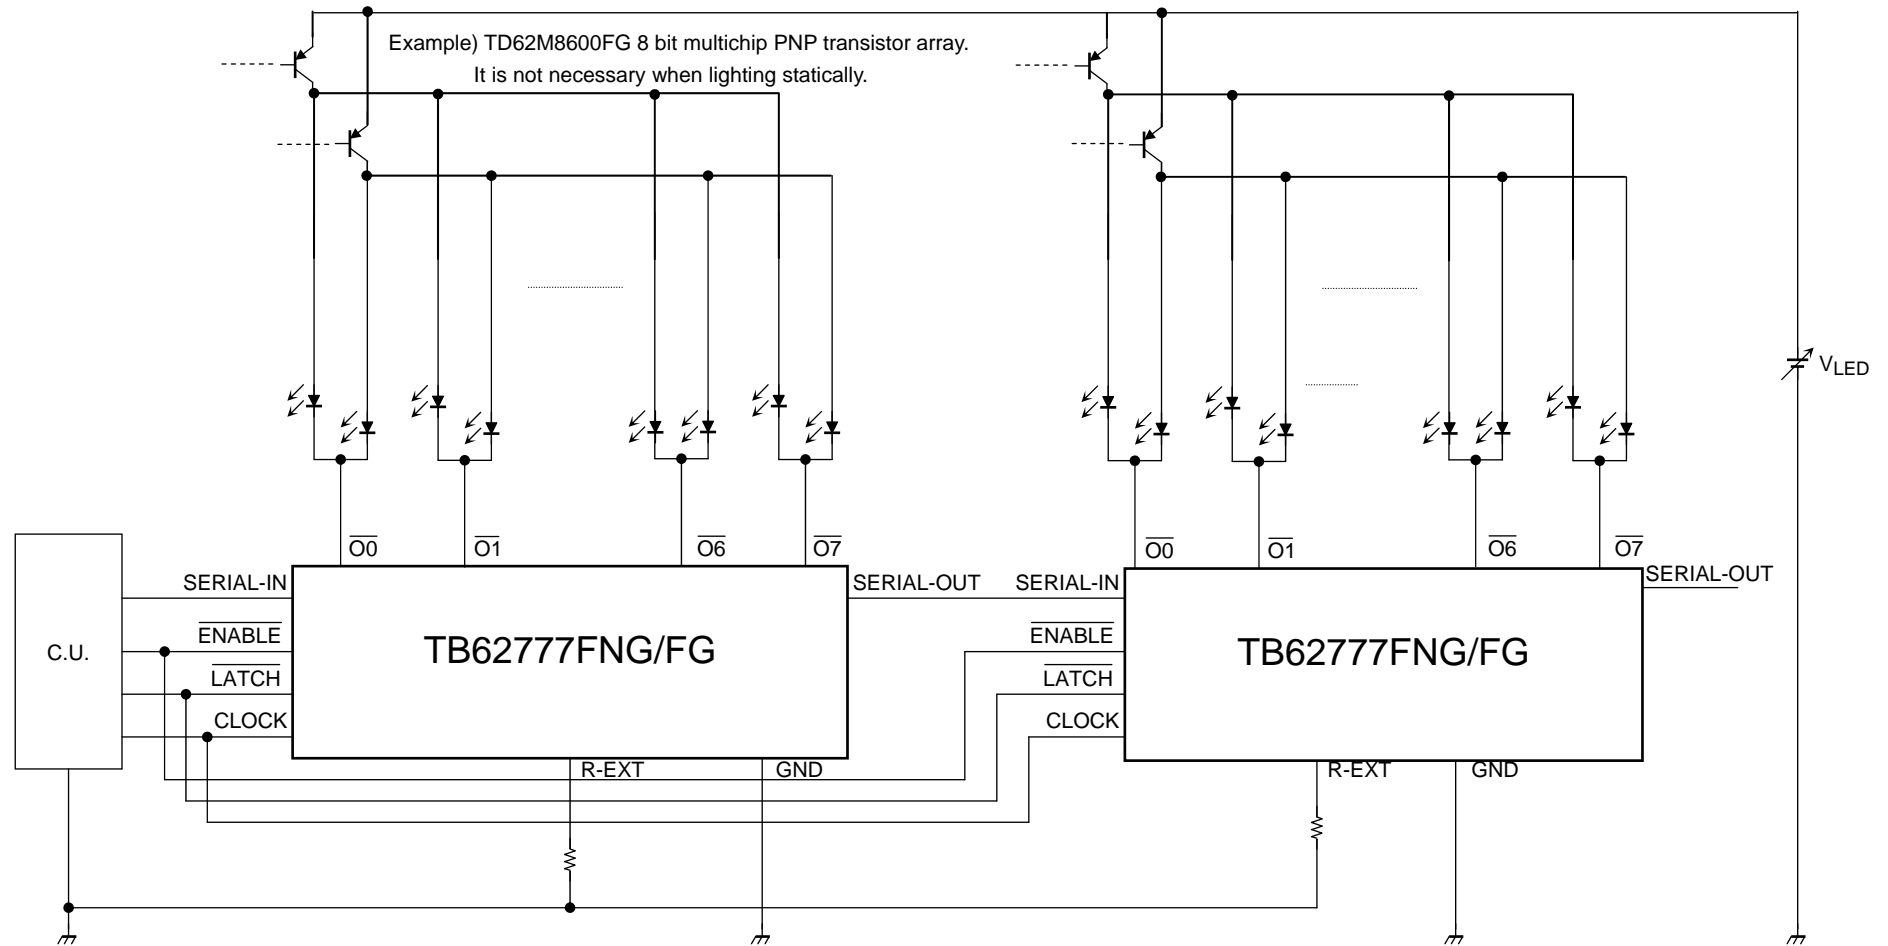 Example) TD62M8600FG 8 bit multichip PNP transistor array.
It is not necessary when lighting statically.
VLED
O0
O1
O6
O7
O0
O1
O6
O7
SERIAL-IN
SERIAL-OUT
SERIAL-IN
SERIAL-OUT
ENABLE
ENABLE
C.U.
TB62777FNG/FG
TB62777FNG/FG
LATCH
LATCH
CLOCK
CLOCK
R-EXT
GND
R-EXT
GND